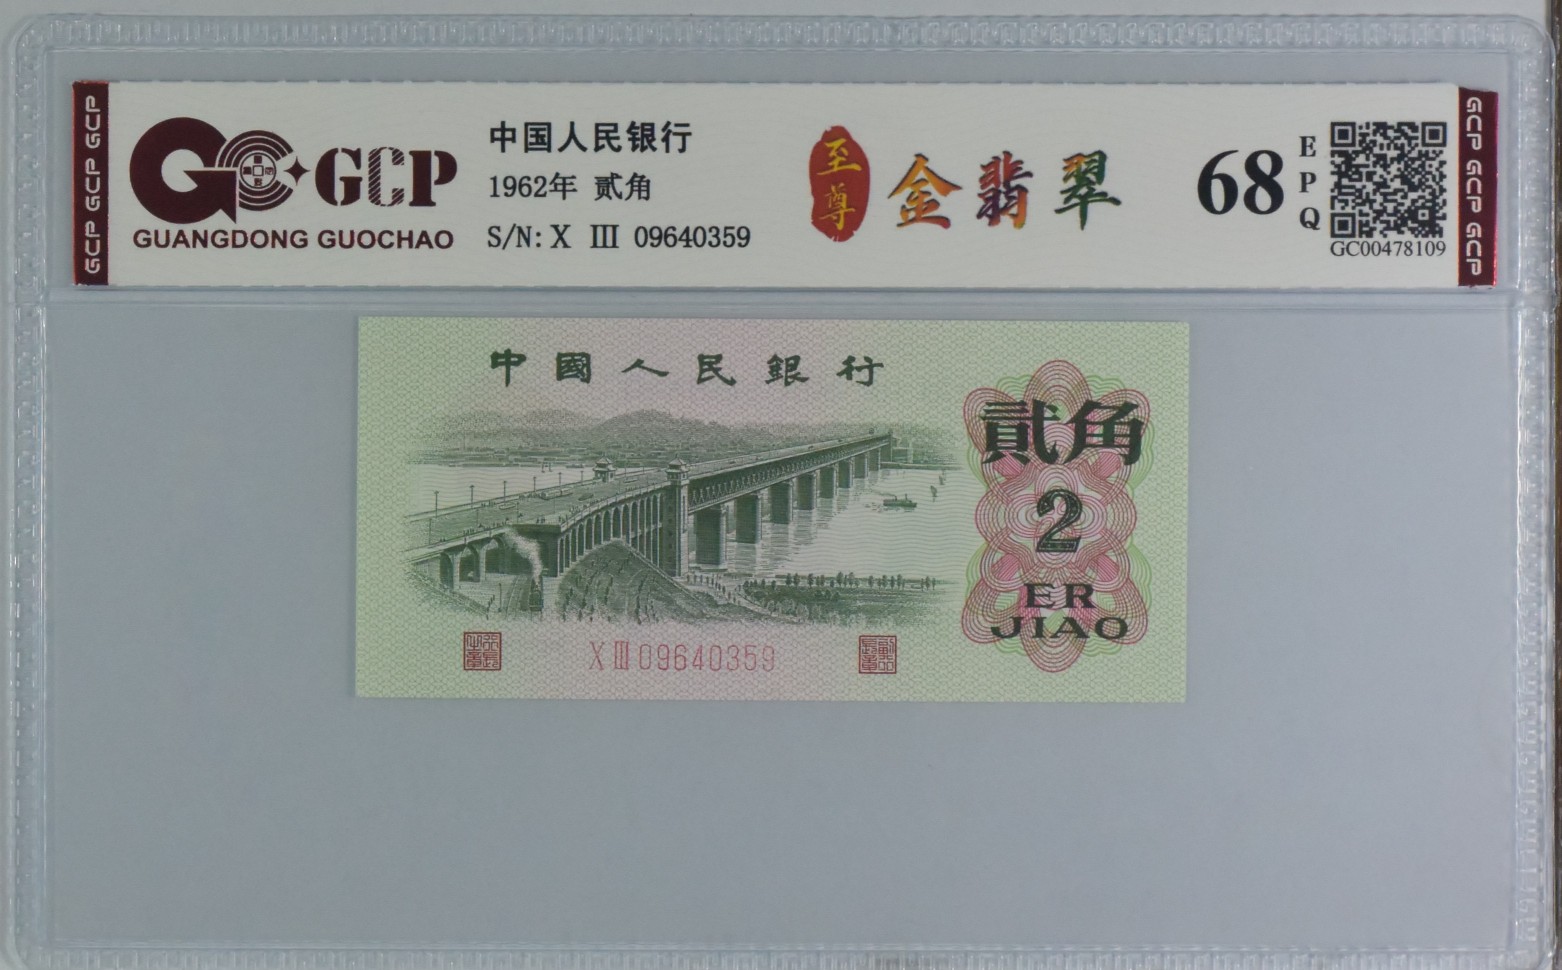 GCP GCP GCP
GCP
GUANGDONG GUOCHAO
中国人民银行
1962年 贰角
S/N: X III 09640359
至尊
金翡翠
68
EPQ
GC00478109
GCP GCP GCP
中國人民銀行
貳角
2
ER
JIAO
X III 09640359